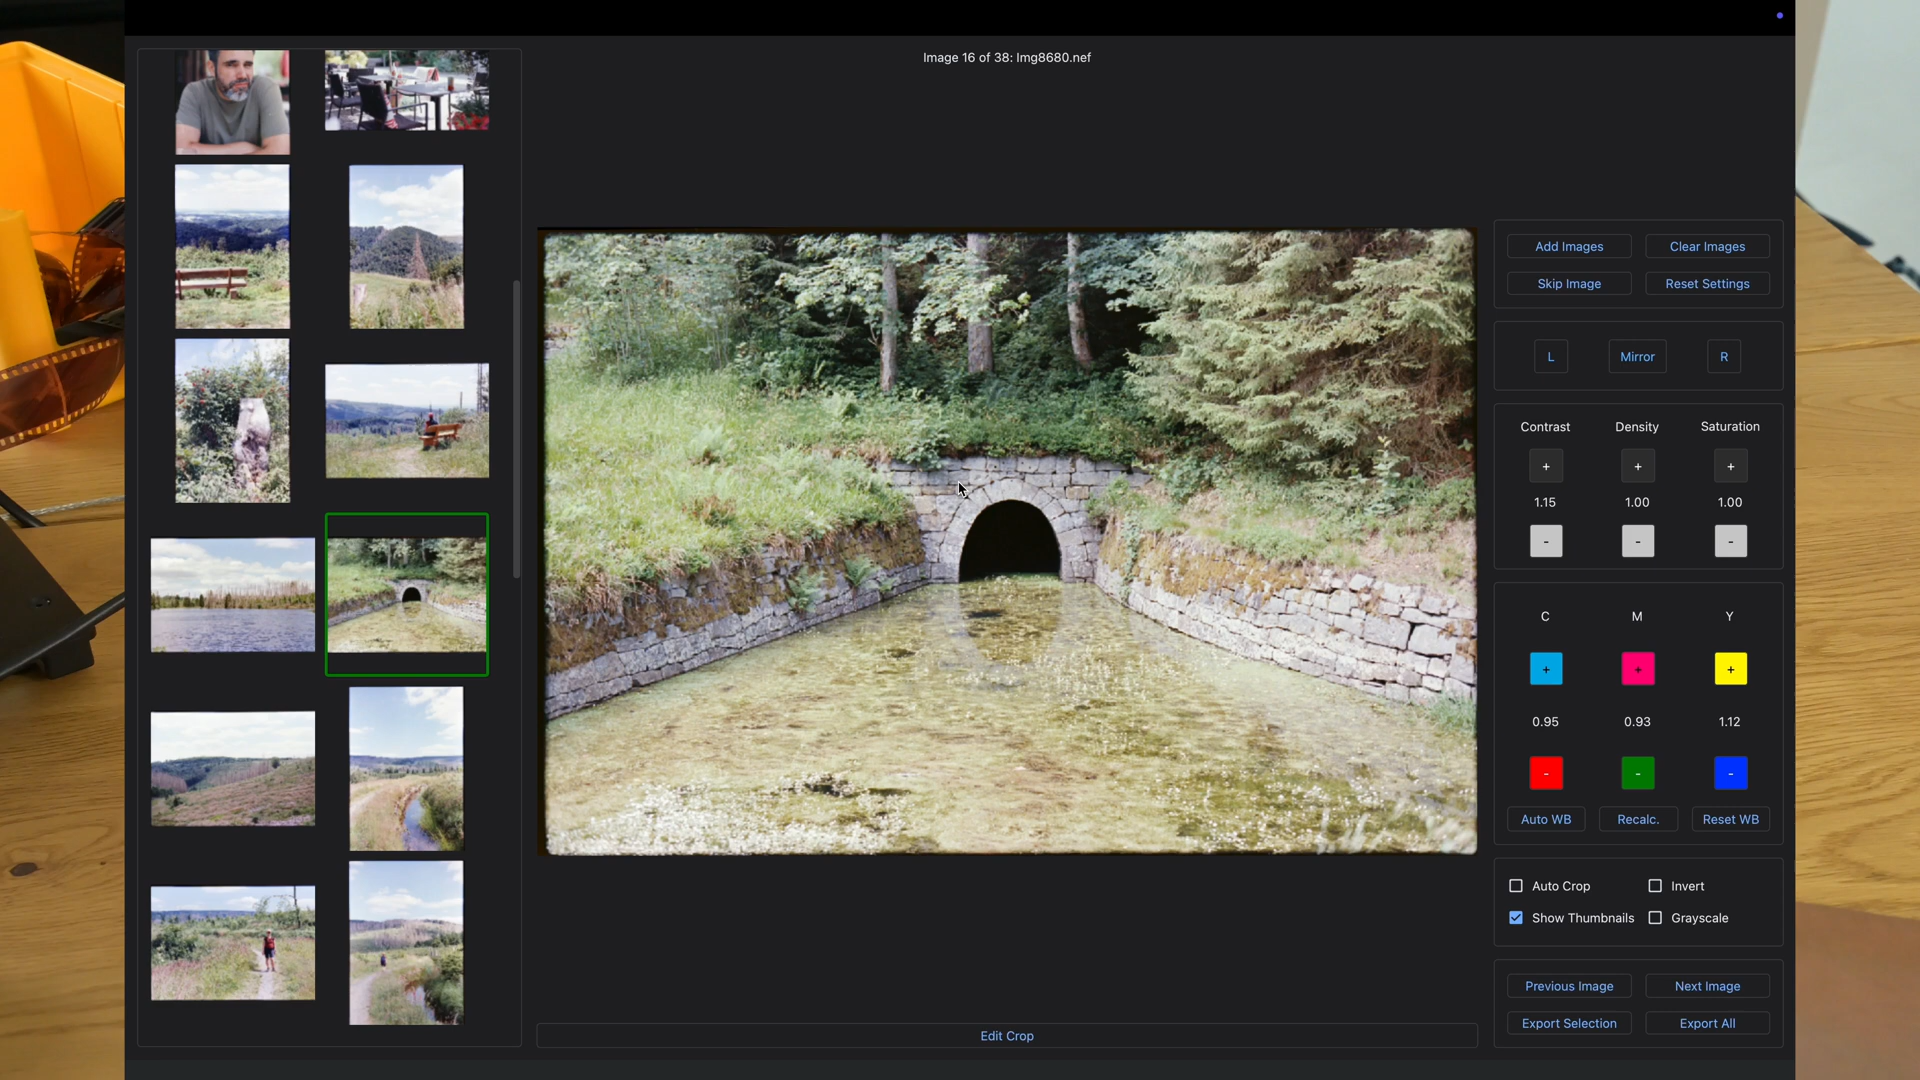 Image 16 of 38: Img8680.nef
Add Images
Clear Images
Skip Image
Reset Settings
L
Mirror
R
Contrast
Density
Saturation
+
+
+
1.15
1.00
1.00
-
-
-
C
M
Y
+
+
+
0.95
0.93
1.12
-
-
-
Auto WB
Recalc.
Reset WB
Auto Crop
Invert
Show Thumbnails
Grayscale
Previous Image
Next Image
Export Selection
Export All
Edit Crop